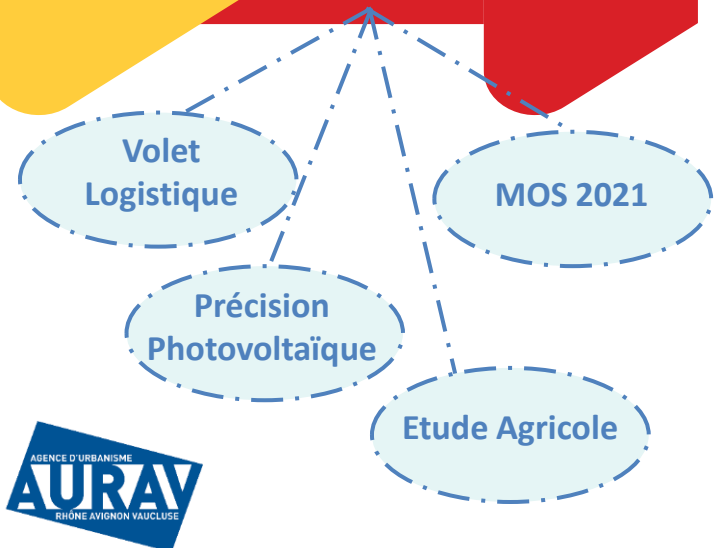 Volet
Logistique
MOS 2021
Précision
Photovoltaïque
Etude Agricole
AGENCE D'URBANISME
AURAV
RHÔNE AVIGNON VAUCLUSE